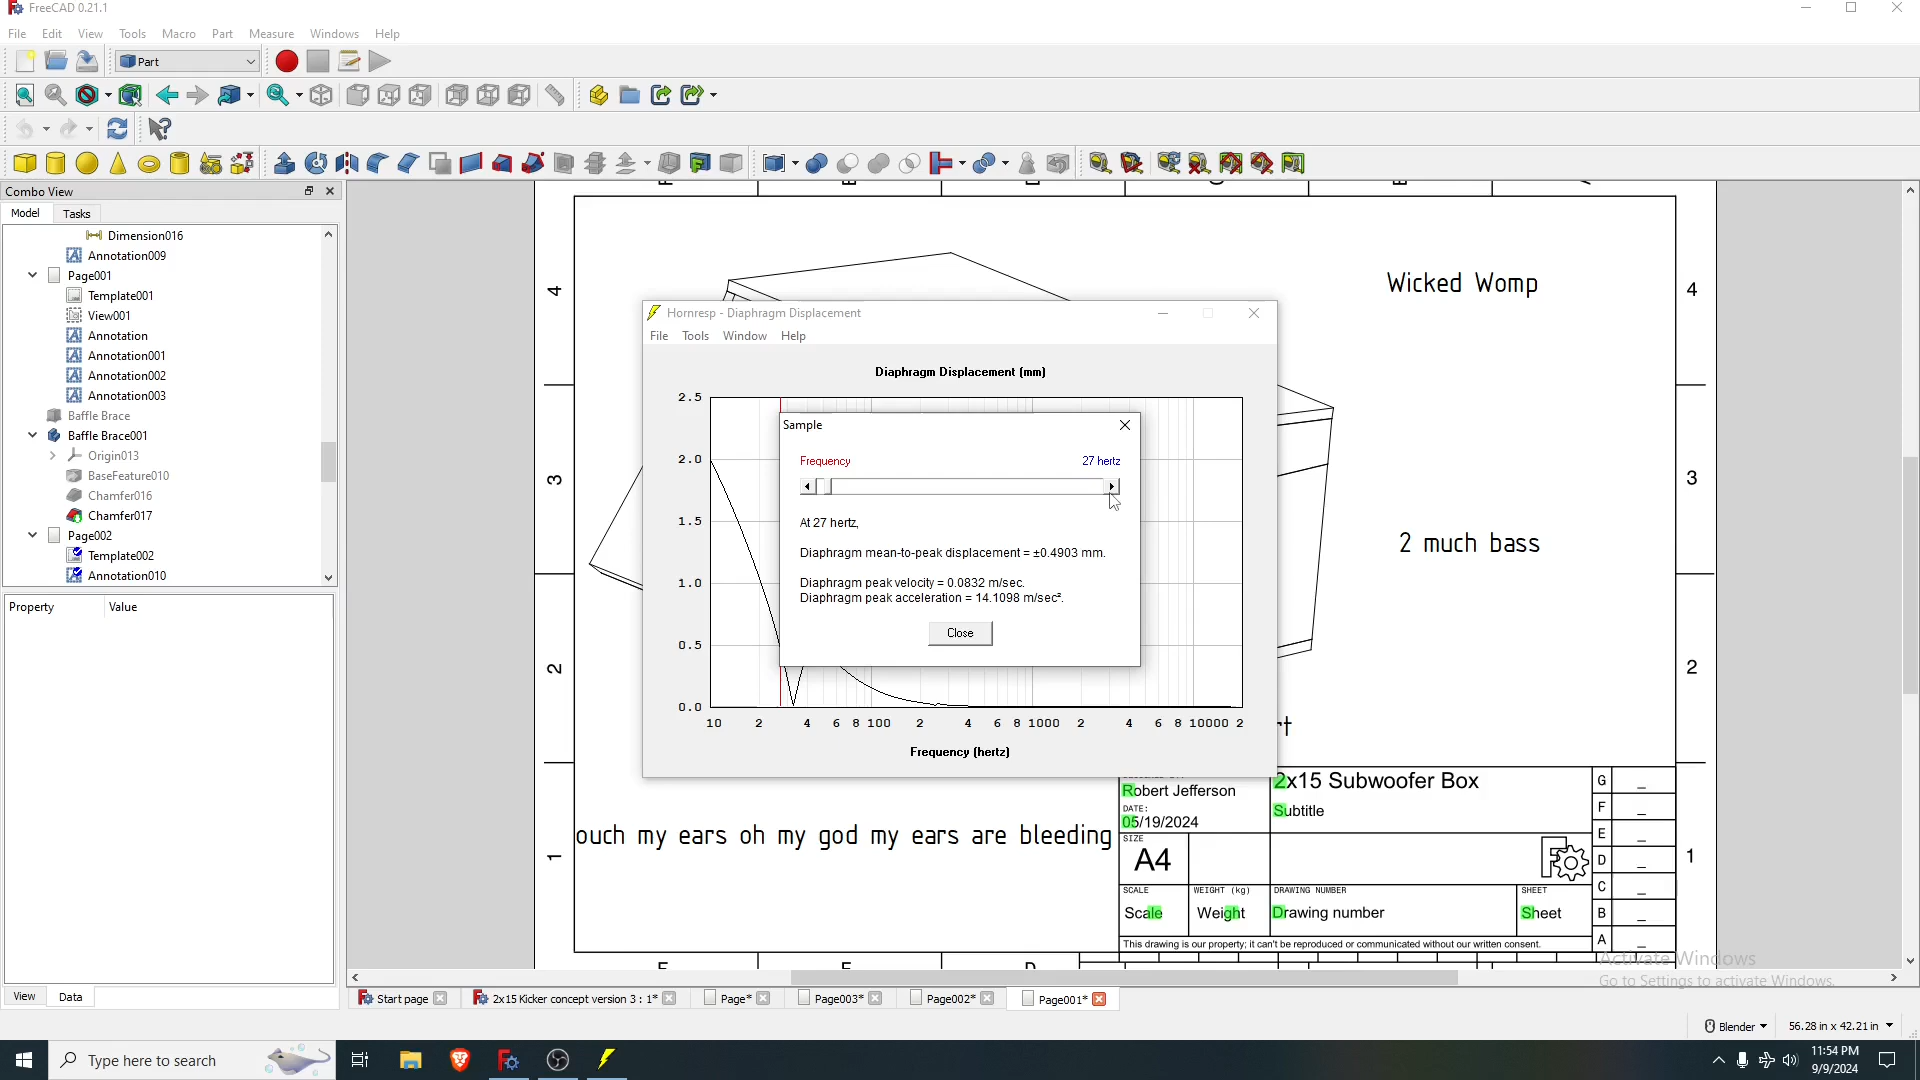 FreeCAD 0.21.1
File Edit View Tools Macro Part Measure Windows Help
Part
Combo View
Model Tasks
Dimension016
Annotation009
Page001
Template001
View001
Annotation
Annotation001
Annotation002
Annotation003
Baffle Brace
Baffle Brace001
Origin013
BaseFeature010
Chamfer016
Chamfer017
Page002
Template002
Annotation010
Property Value
View Data
4
3
2
1
Wicked Womp
2 much bass
4
3
2
1
Hornresp - Diaphragm Displacement
File Tools Window Help
Diaphragm Displacement (mm)
2.5
2.0
1.5
1.0
0.5
0.0
10 2 4 6 8 100 2 4 6 8 1000 2 4 6 8 10000 2
Frequency (hertz)
Sample
Frequency 27 hertz
At 27 hertz,
Diaphragm mean-to-peak displacement = ±0.4903 mm.
Diaphragm peak velocity = 0.0832 m/sec.
Diaphragm peak acceleration = 14.1098 m/sec².
Close
ouch my ears oh my god my ears are bleeding
Robert Jefferson
DATE:
05/19/2024
2x15 Subwoofer Box
Subtitle
SIZE
A4
SCALE
Scale
WEIGHT (kg)
Weight
DRAWING NUMBER
Drawing number
SHEET
Sheet
This drawing is our property; it can't be reproduced or communicated without our written consent.
G _
F _
E _
D _
C _
B _
A _
Activate Windows
Go to Settings to activate Windows.
Start page 2x15 Kicker concept version 3 : 1* Page* Page003* Page002* Page001*
Blender 56.28 in x 42.21 in
Type here to search
11:54 PM
9/9/2024